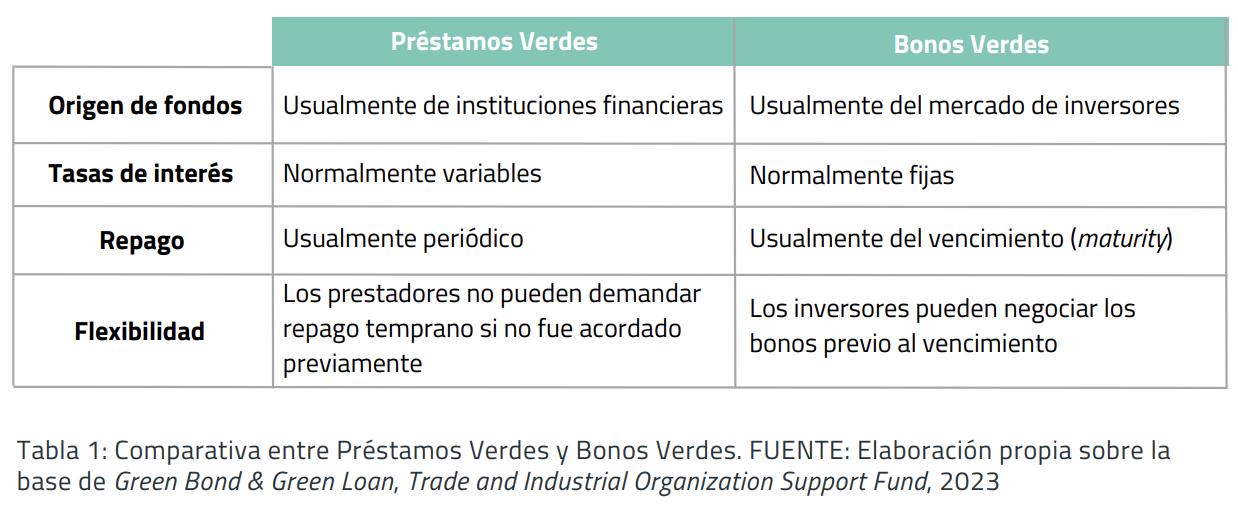 Préstamos Verdes
Bonos Verdes
Origen de fondos
Usualmente de instituciones financieras
Usualmente del mercado de inversores
Tasas de interés
Normalmente variables
Normalmente fijas
Repago
Usualmente periódico
Usualmente del vencimiento (maturity)
Flexibilidad
Los prestadores no pueden demandar
repago temprano si no fue acordado
previamente
Los inversores pueden negociar los
bonos previo al vencimiento
Tabla 1: Comparativa entre Préstamos Verdes y Bonos Verdes. FUENTE: Elaboración propia sobre la
base de Green Bond & Green Loan, Trade and Industrial Organization Support Fund, 2023